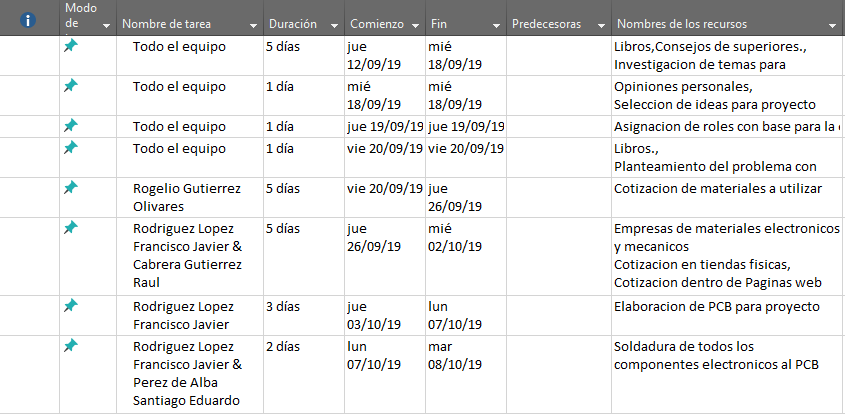 Modo de
Nombre de tarea
Duración
Comienzo
Fin
Predecesoras
Nombres de los recursos
Todo el equipo
5 días
jue 12/09/19
mié 18/09/19
Libros,Consejos de superiores.,
Investigacion de temas para
Todo el equipo
1 día
mié 18/09/19
mié 18/09/19
Opiniones personales,
Seleccion de ideas para proyecto
Todo el equipo
1 día
jue 19/09/19
jue 19/09/19
Asignacion de roles con base para la
Todo el equipo
1 día
vie 20/09/19
vie 20/09/19
Libros.,
Planteamiento del problema con
Rogelio Gutierrez
Olivares
5 días
vie 20/09/19
jue 26/09/19
Cotizacion de materiales a utilizar
Rodriguez Lopez
Francisco Javier &
Cabrera Gutierrez
Raul
5 días
jue 26/09/19
mié 02/10/19
Empresas de materiales electronicos
y mecanicos
Cotizacion en tiendas fisicas,
Cotizacion dentro de Paginas web
Rodriguez Lopez
Francisco Javier
3 días
jue 03/10/19
lun 07/10/19
Elaboracion de PCB para proyecto
Rodriguez Lopez
Francisco Javier &
Perez de Alba
Santiago Eduardo
2 días
lun 07/10/19
mar 08/10/19
Soldadura de todos los
componentes electronicos al PCB